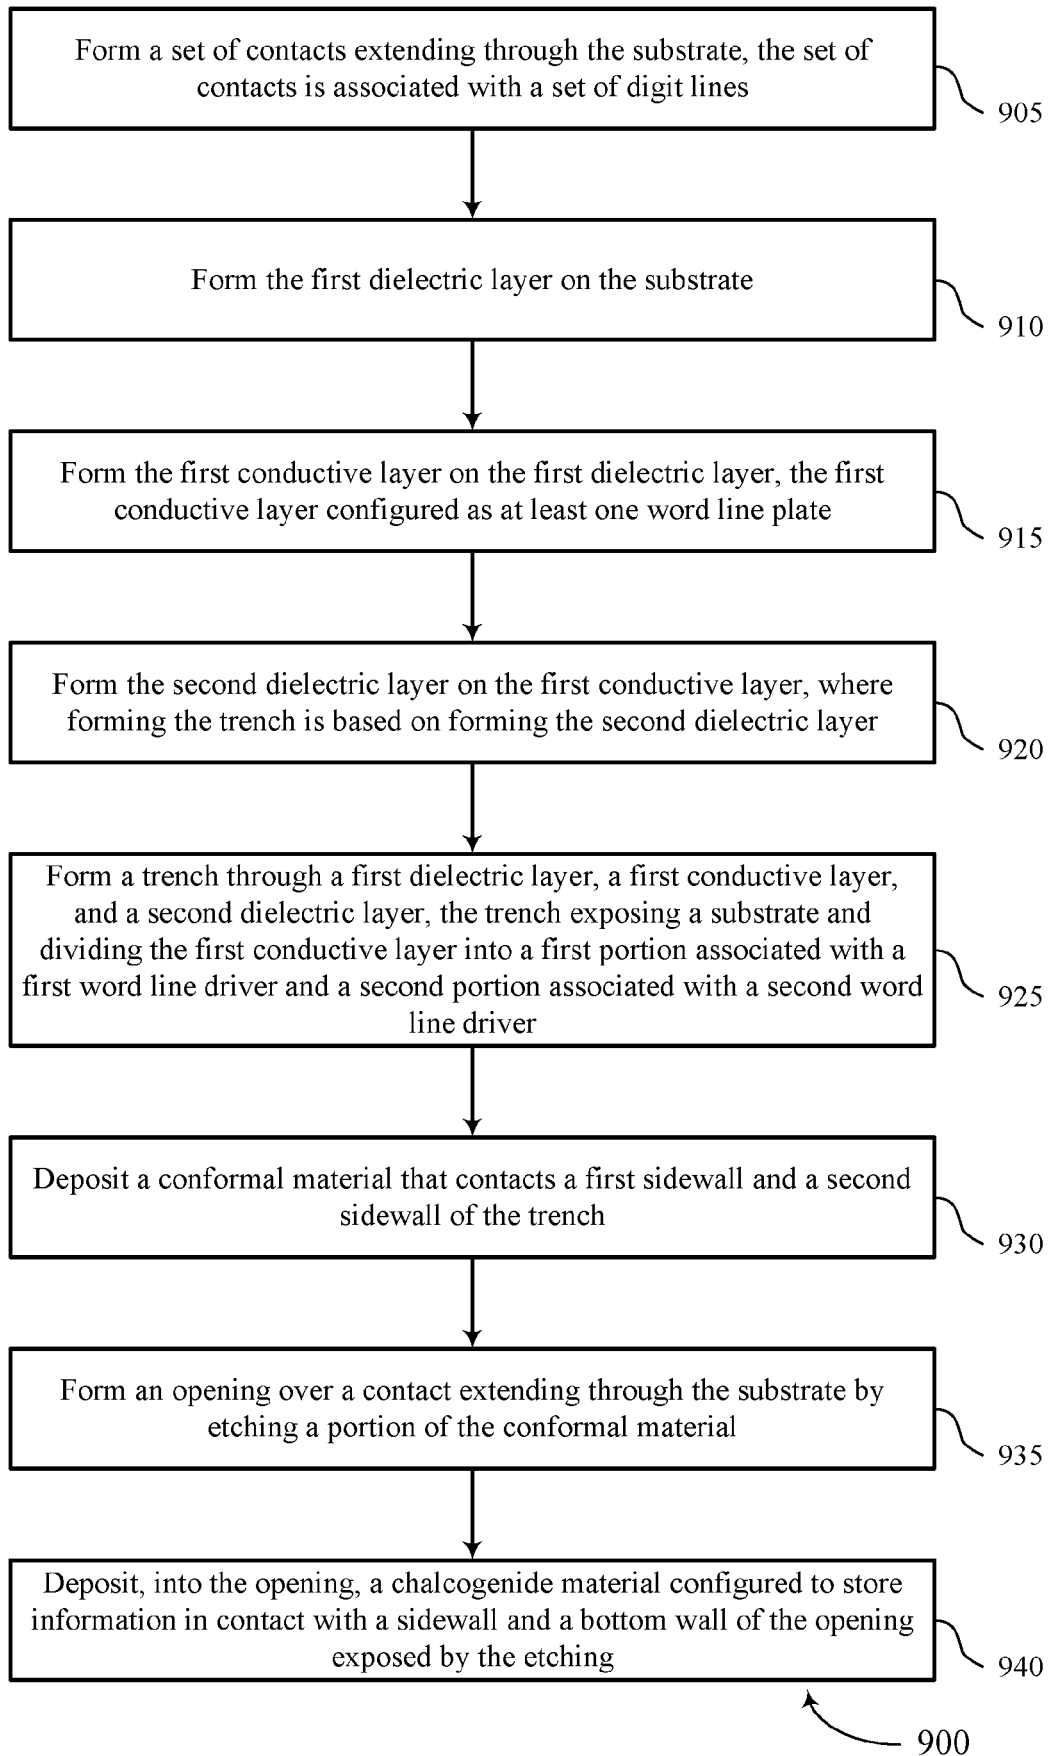 Form a set of contacts extending through the substrate, the set of
contacts is associated with a set of digit lines
905
Form the first dielectric layer on the substrate
910
Form the first conductive layer on the first dielectric layer, the first
conductive layer configured as at least one word line plate
915
Form the second dielectric layer on the first conductive layer, where
forming the trench is based on forming the second dielectric layer
920
Form a trench through a first dielectric layer, a first conductive layer,
and a second dielectric layer, the trench exposing a substrate and
dividing the first conductive layer into a first portion associated with a
first word line driver and a second portion associated with a second word
line driver
925
Deposit a conformal material that contacts a first sidewall and a second
sidewall of the trench
930
Form an opening over a contact extending through the substrate by
etching a portion of the conformal material
935
Deposit, into the opening, a chalcogenide material configured to store
information in contact with a sidewall and a bottom wall of the opening
exposed by the etching
940
900